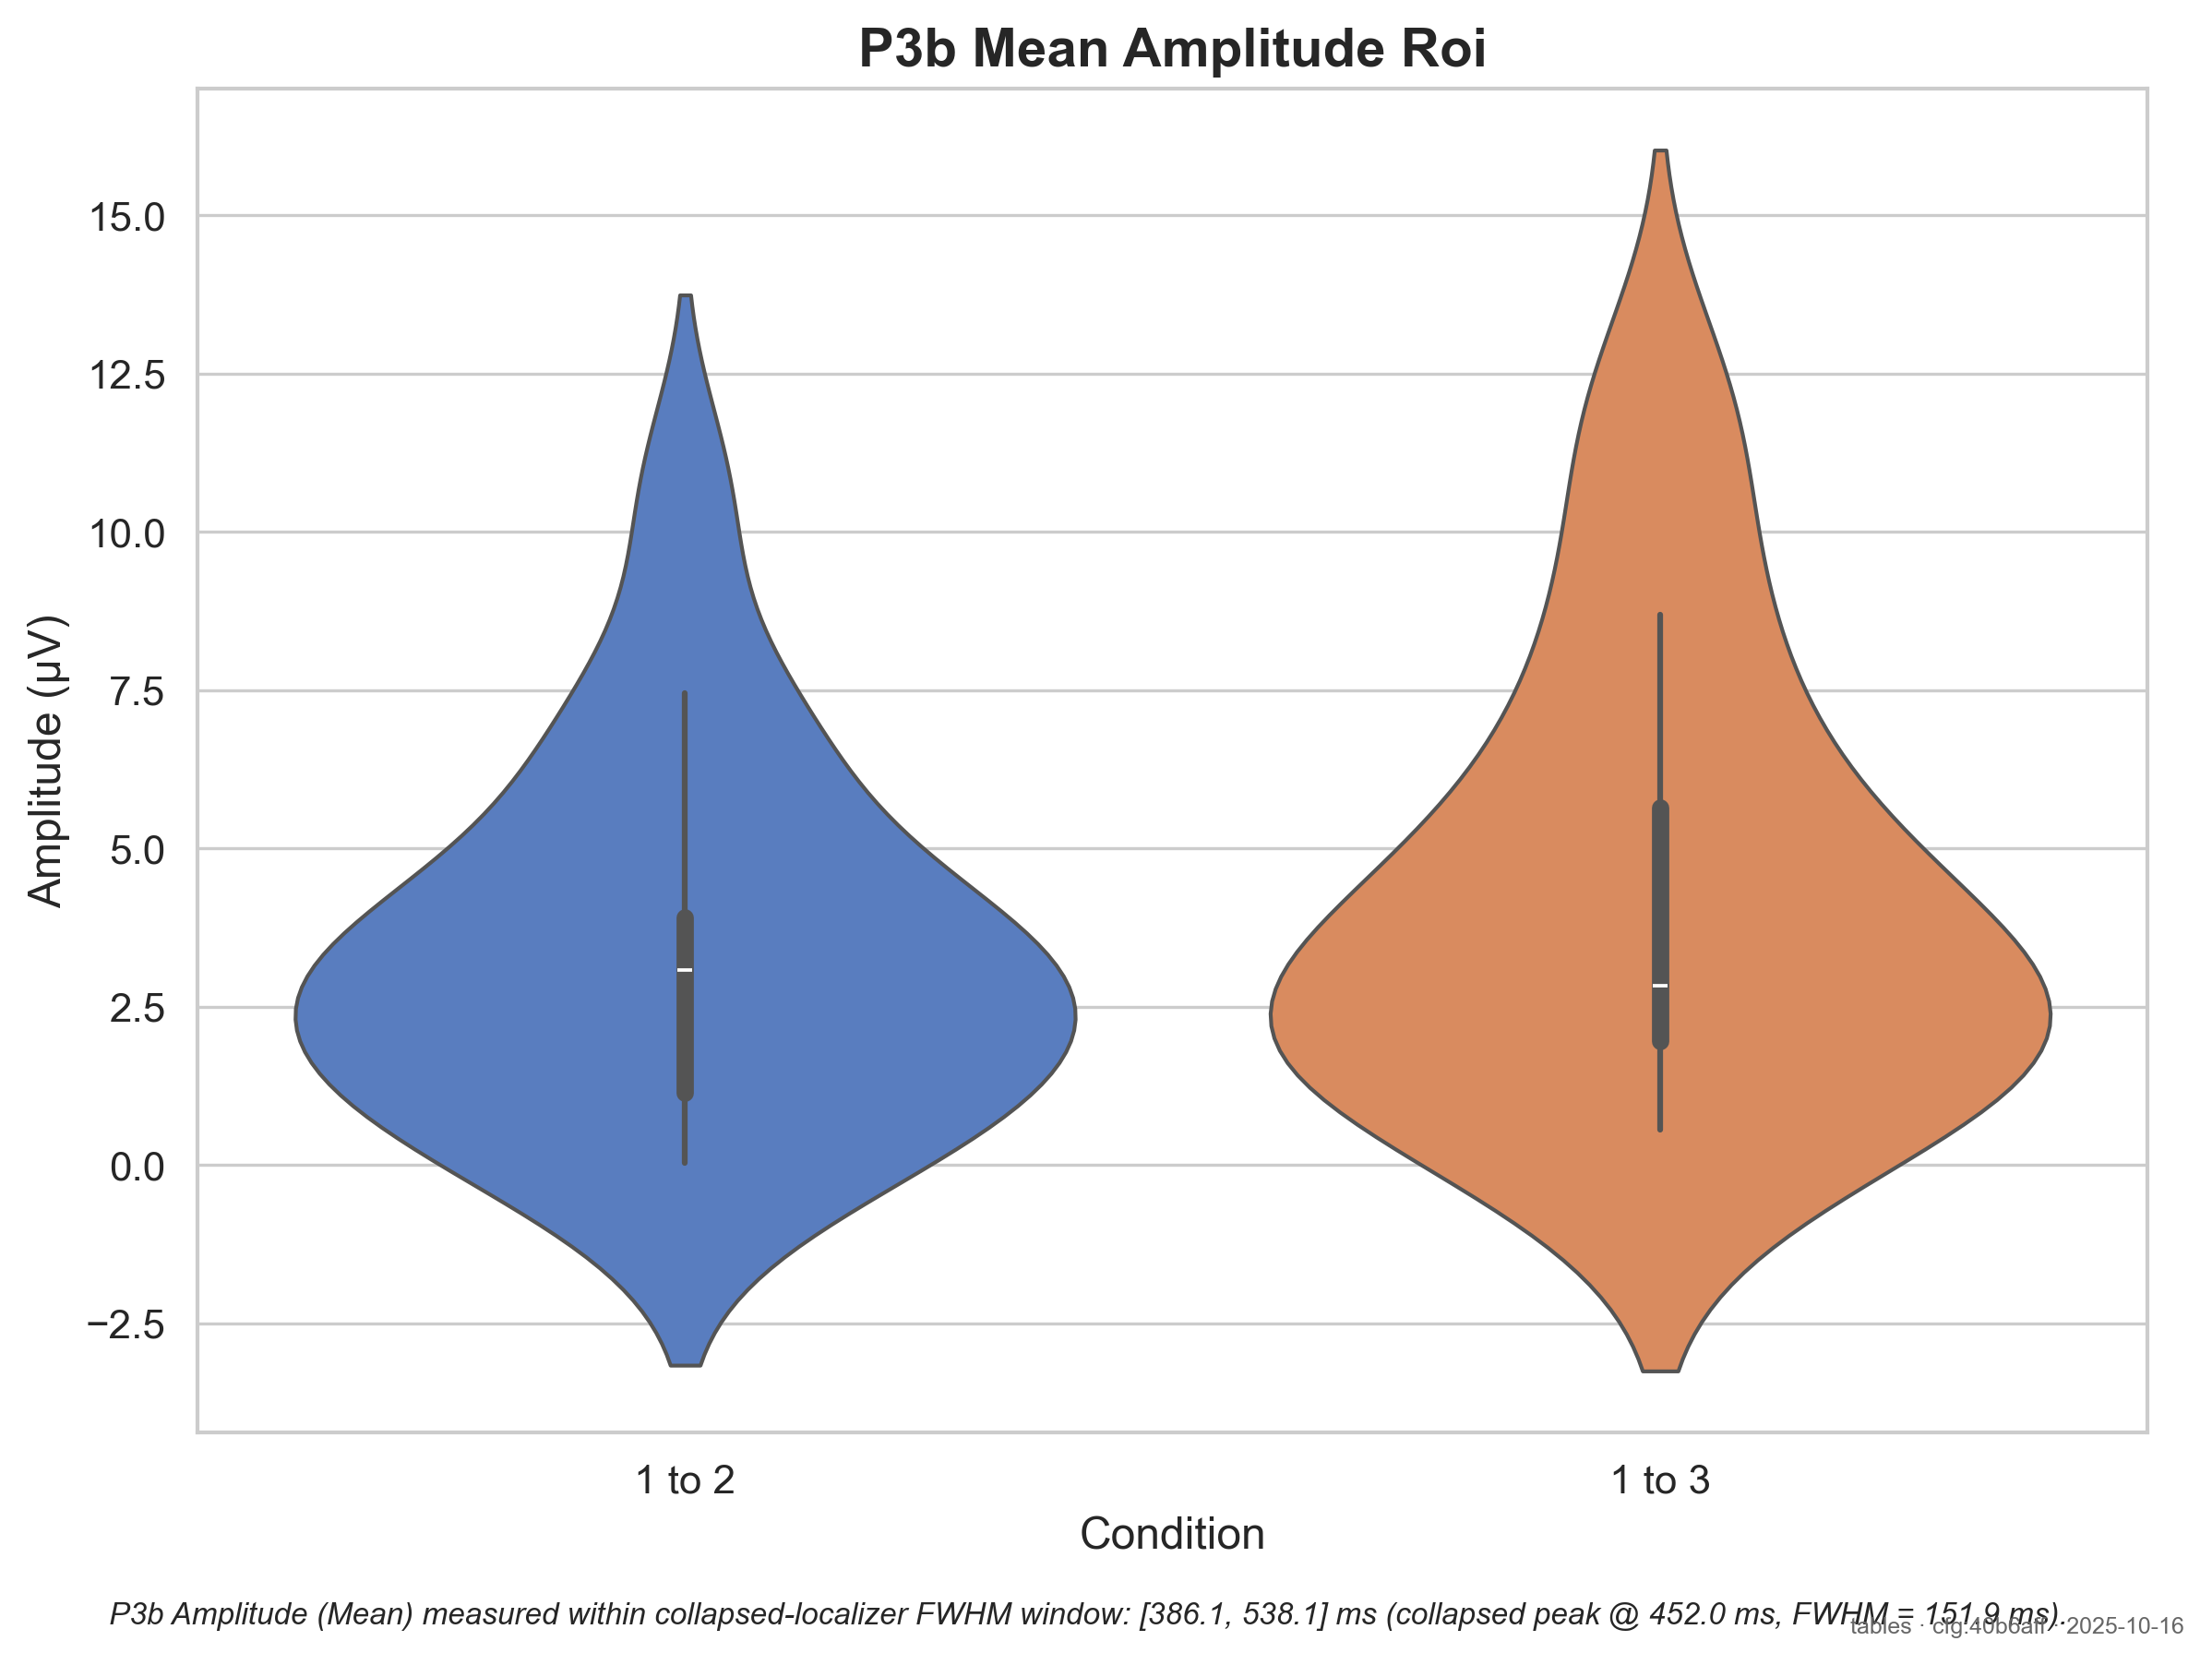 P3b Mean Amplitude Roi
15.0
12.5
10.0
7.5
5.0
2.5
0.0
−2.5
Amplitude (µV)
1 to 2
1 to 3
Condition
P3b Amplitude (Mean) measured within collapsed-localizer FWHM window: [386.1, 538.1] ms (collapsed peak @ 452.0 ms, FWHM = 151.9 ms).
tables · cfg:40b6aff · 2025-10-16